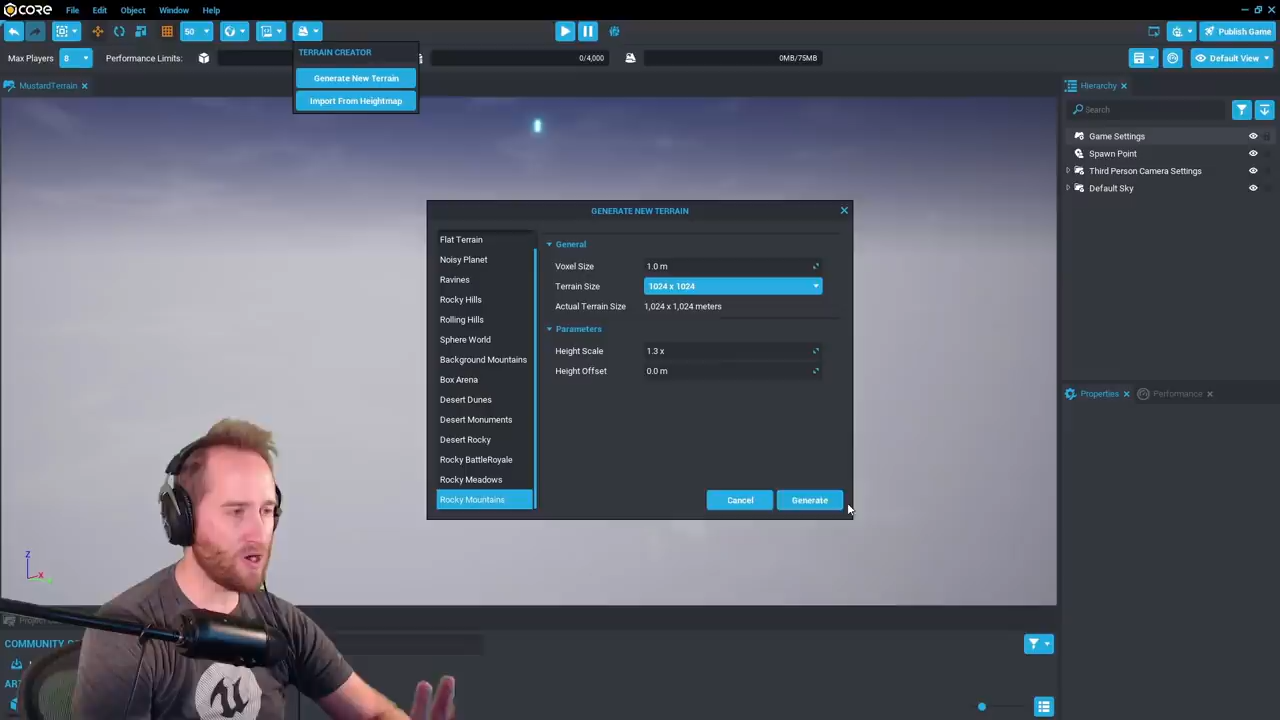 CORE
File Edit Object Window Help
50
Publish Game
Max Players 8 Performance Limits:
0/4,000
0MB/75MB
Default View
TERRAIN CREATOR
Generate New Terrain
Import From Heightmap
MustardTerrain
Hierarchy
Search
Game Settings
Spawn Point
Third Person Camera Settings
Default Sky
GENERATE NEW TERRAIN
Flat Terrain
Noisy Planet
Ravines
Rocky Hills
Rolling Hills
Sphere World
Background Mountains
Box Arena
Desert Dunes
Desert Monuments
Desert Rocky
Rocky BattleRoyale
Rocky Meadows
Rocky Mountains
General
Voxel Size 1.0 m
Terrain Size 1024 x 1024
Actual Terrain Size 1,024 x 1,024 meters
Parameters
Height Scale 1.3 x
Height Offset 0.0 m
Cancel Generate
Properties Performance
Z
X
COMMUNITY